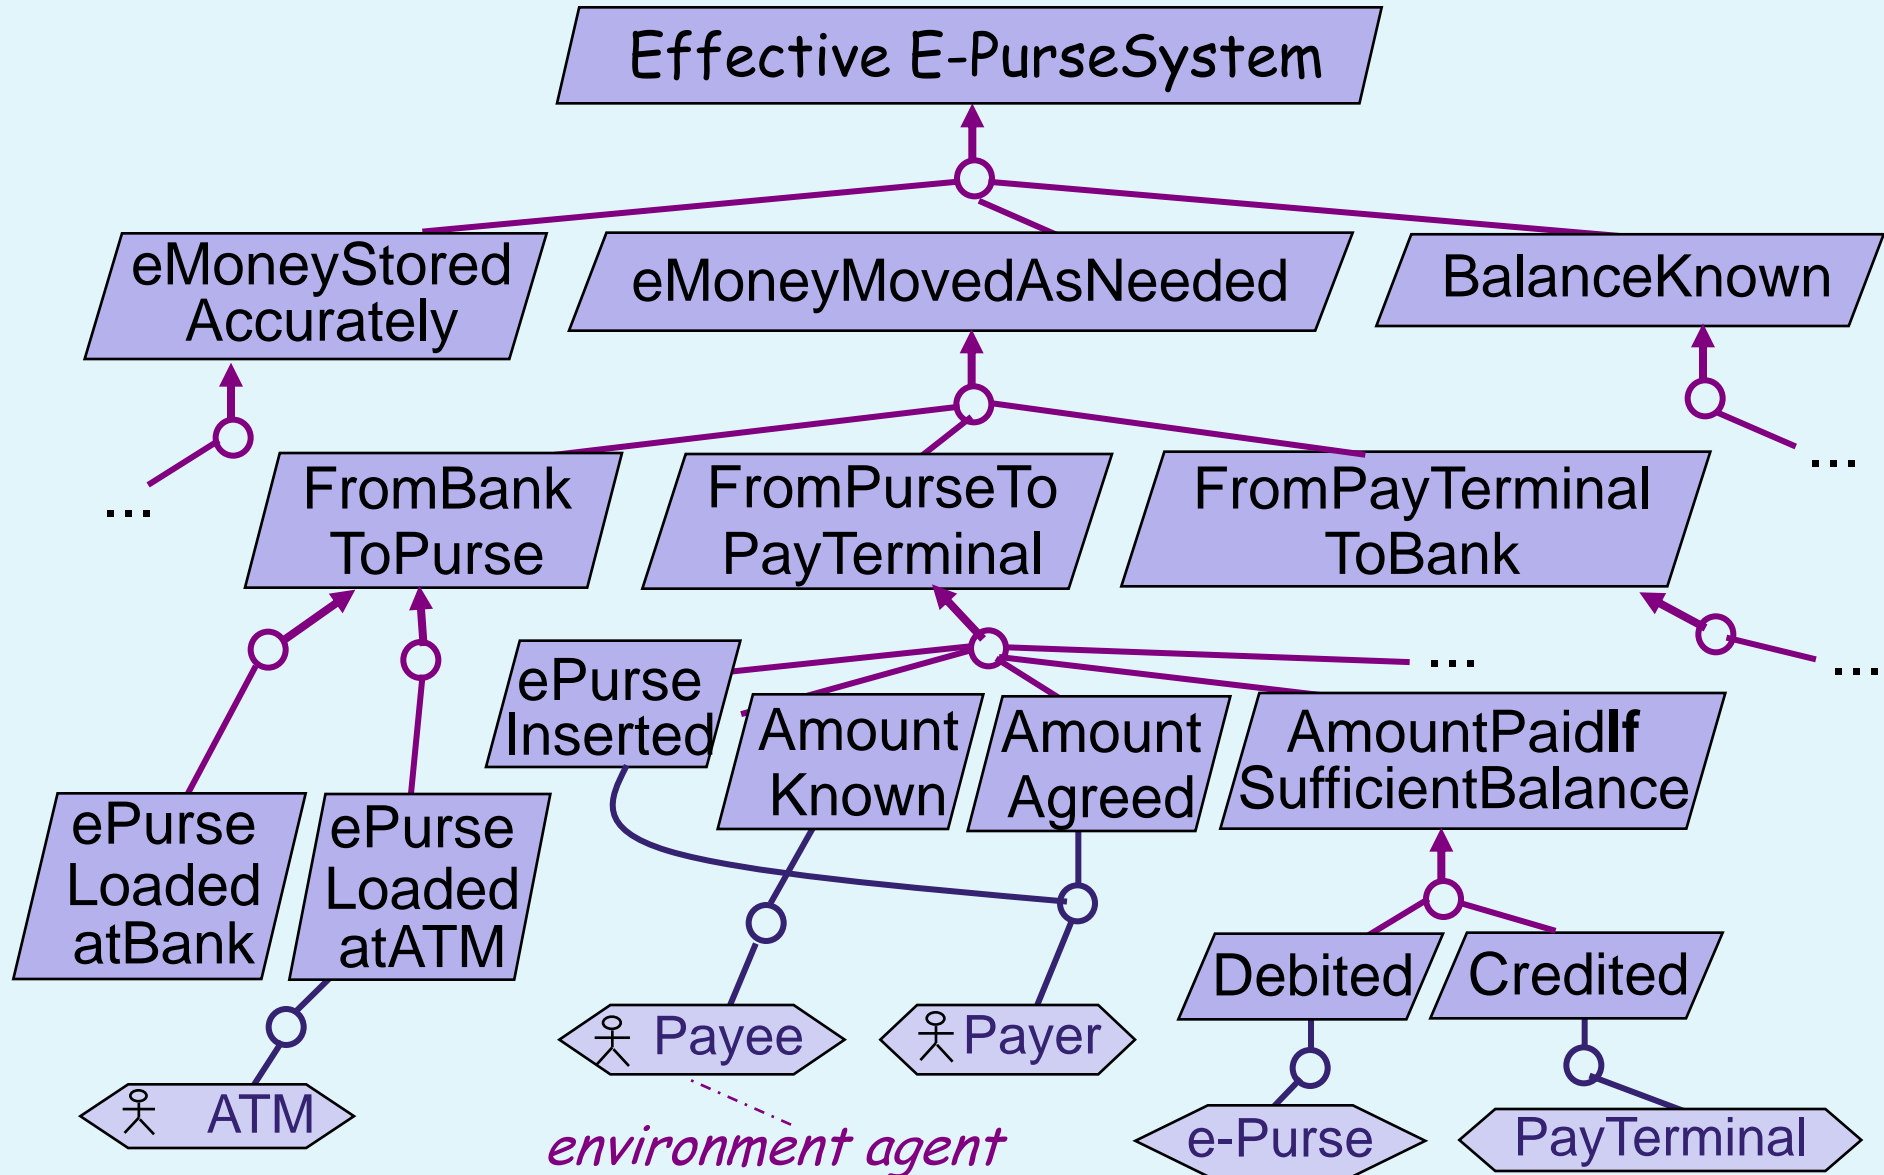 Effective E-PurseSystem
eMoneyStored
Accurately
eMoneyMovedAsNeeded
BalanceKnown
...
...
FromBank
ToPurse
FromPurseTo
PayTerminal
FromPayTerminal
ToBank
...
...
ePurse
Inserted
Amount
Known
Amount
Agreed
AmountPaidIf
SufficientBalance
ePurse
Loaded
atBank
ePurse
Loaded
atATM
Debited
Credited
Payee
Payer
ATM
e-Purse
PayTerminal
environment agent